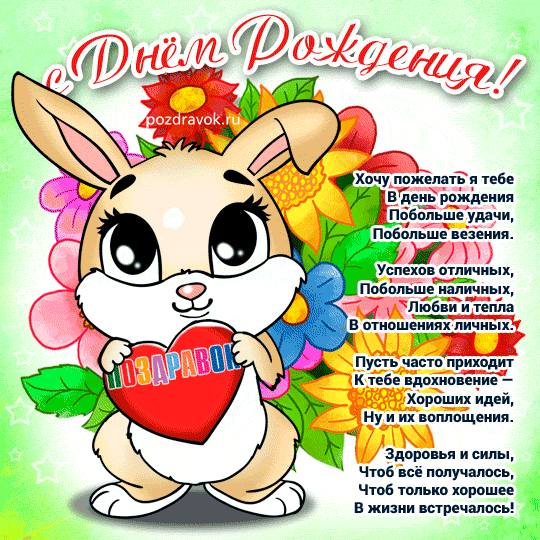 с Днём Рождения!
pozdravok.ru
Хочу пожелать я тебе
В день рождения
Побольше удачи,
Побольше везения.
Успехов отличных,
Побольше наличных,
Любви и тепла
В отношениях личных.
Пусть часто приходит
К тебе вдохновение —
Хороших идей,
Ну и их воплощения.
Здоровья и силы,
Чтоб всё получалось,
Чтоб только хорошее
В жизни встречалось!
ПОЗДРАВОК